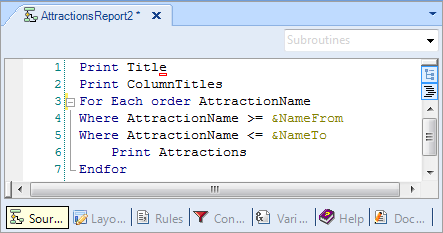 AttractionsReport2 *
Subroutines
1 Print Title
2 Print ColumnTitles
3 For Each order AttractionName
4 Where AttractionName >= &NameFrom
5 Where AttractionName <= &NameTo
6 Print Attractions
7 Endfor
Sour... Layo... Rules Con... Vari ... Help Doc...